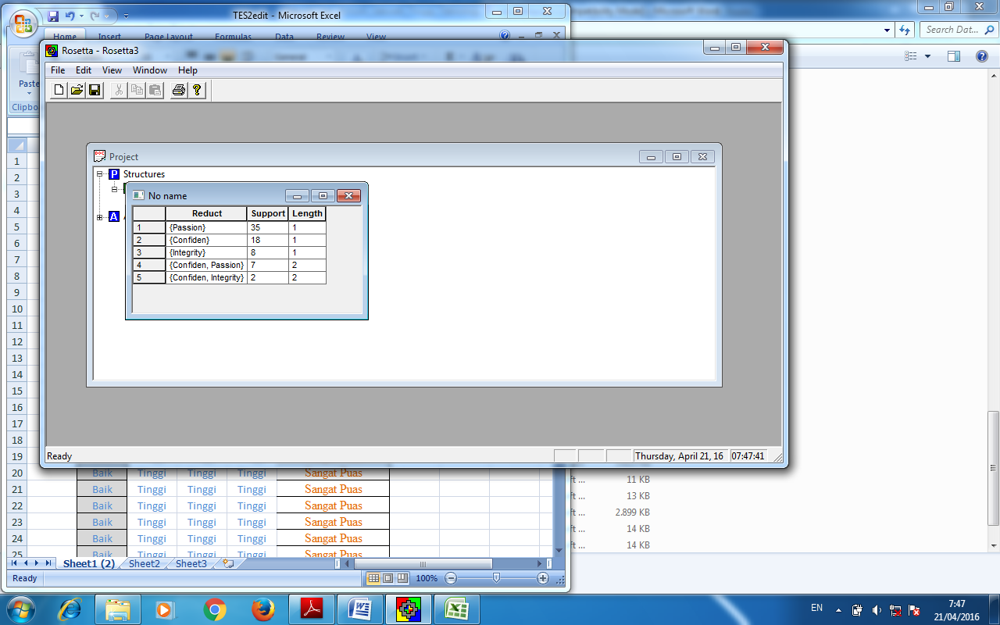 TES2edit - Microsoft Excel
Home Insert Page Layout Formulas Data Review View
Search Dat...
Paste
Clipbo
Rosetta - Rosetta3
File Edit View Window Help
Project
P Structures
A
No name
Reduct Support Length
1 {Passion} 35 1
2 {Confiden} 18 1
3 {Integrity} 8 1
4 {Confiden, Passion} 7 2
5 {Confiden, Integrity} 2 2
Ready Thursday, April 21, 16 07:47:41
1
2
3
4
5
6
7
8
9
10
11
12
13
14
15
16
17
18
19
20 Baik Tinggi Tinggi Tinggi Sangat Puas
21 Baik Tinggi Tinggi Tinggi Sangat Puas
22 Baik Tinggi Tinggi Tinggi Sangat Puas
23 Baik Tinggi Tinggi Tinggi Sangat Puas
24 Baik Tinggi Tinggi Tinggi Sangat Puas
25 Baik Tinggi Tinggi Tinggi Sangat Puas
ft ... 11 KB
ft ... 13 KB
ft ... 2.899 KB
ft ... 14 KB
ft ... 14 KB
Sheet1 (2) Sheet2 Sheet3
Ready 100%
EN 7:47
21/04/2016